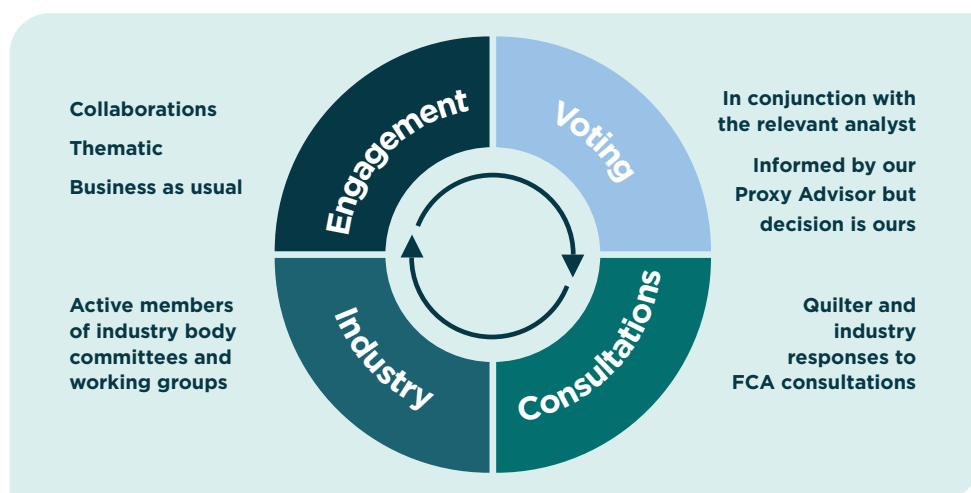 Collaborations
Thematic
Business as usual
Engagement
Voting
In conjunction with
the relevant analyst
Informed by our
Proxy Advisor but
decision is ours
Active members
of industry body
committees and
working groups
Industry
Consultations
Quilter and
industry
responses to
FCA consultations